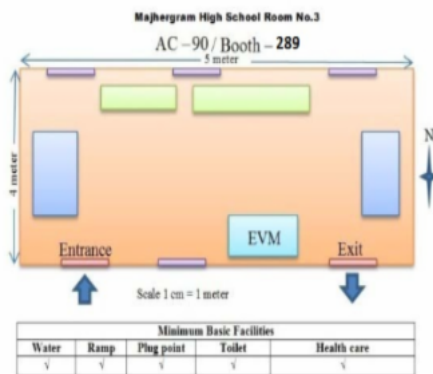 Majhergram High School Room No.3
AC – 90 / Booth – 289
5 meter
4 meter
N
EVM
Entrance
Exit
Scale 1 cm = 1 meter
Minimum Basic Facilities
Water Ramp Plug point Toilet Health care
√ √ √ √ √